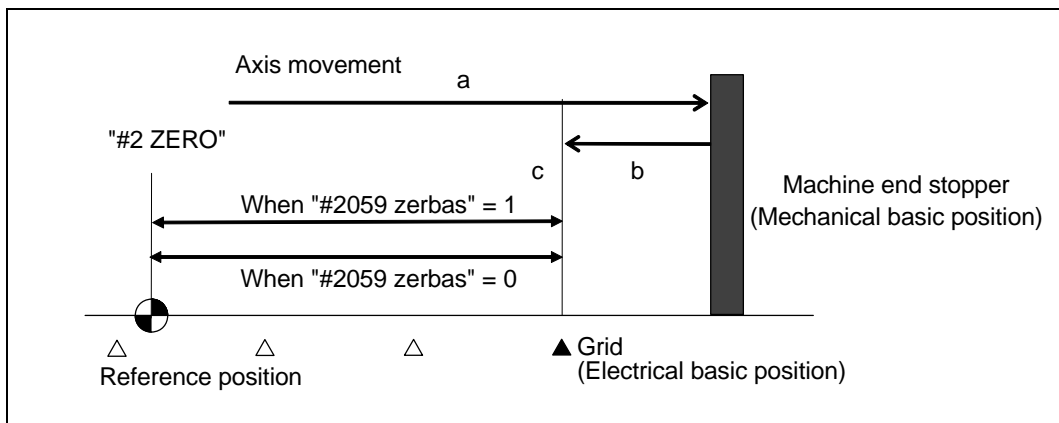 Axis movement
a
"#2 ZERO"
c
b
When "#2059 zerbas" = 1
Machine end stopper
(Mechanical basic position)
When "#2059 zerbas" = 0
Grid
(Electrical basic position)
Reference position